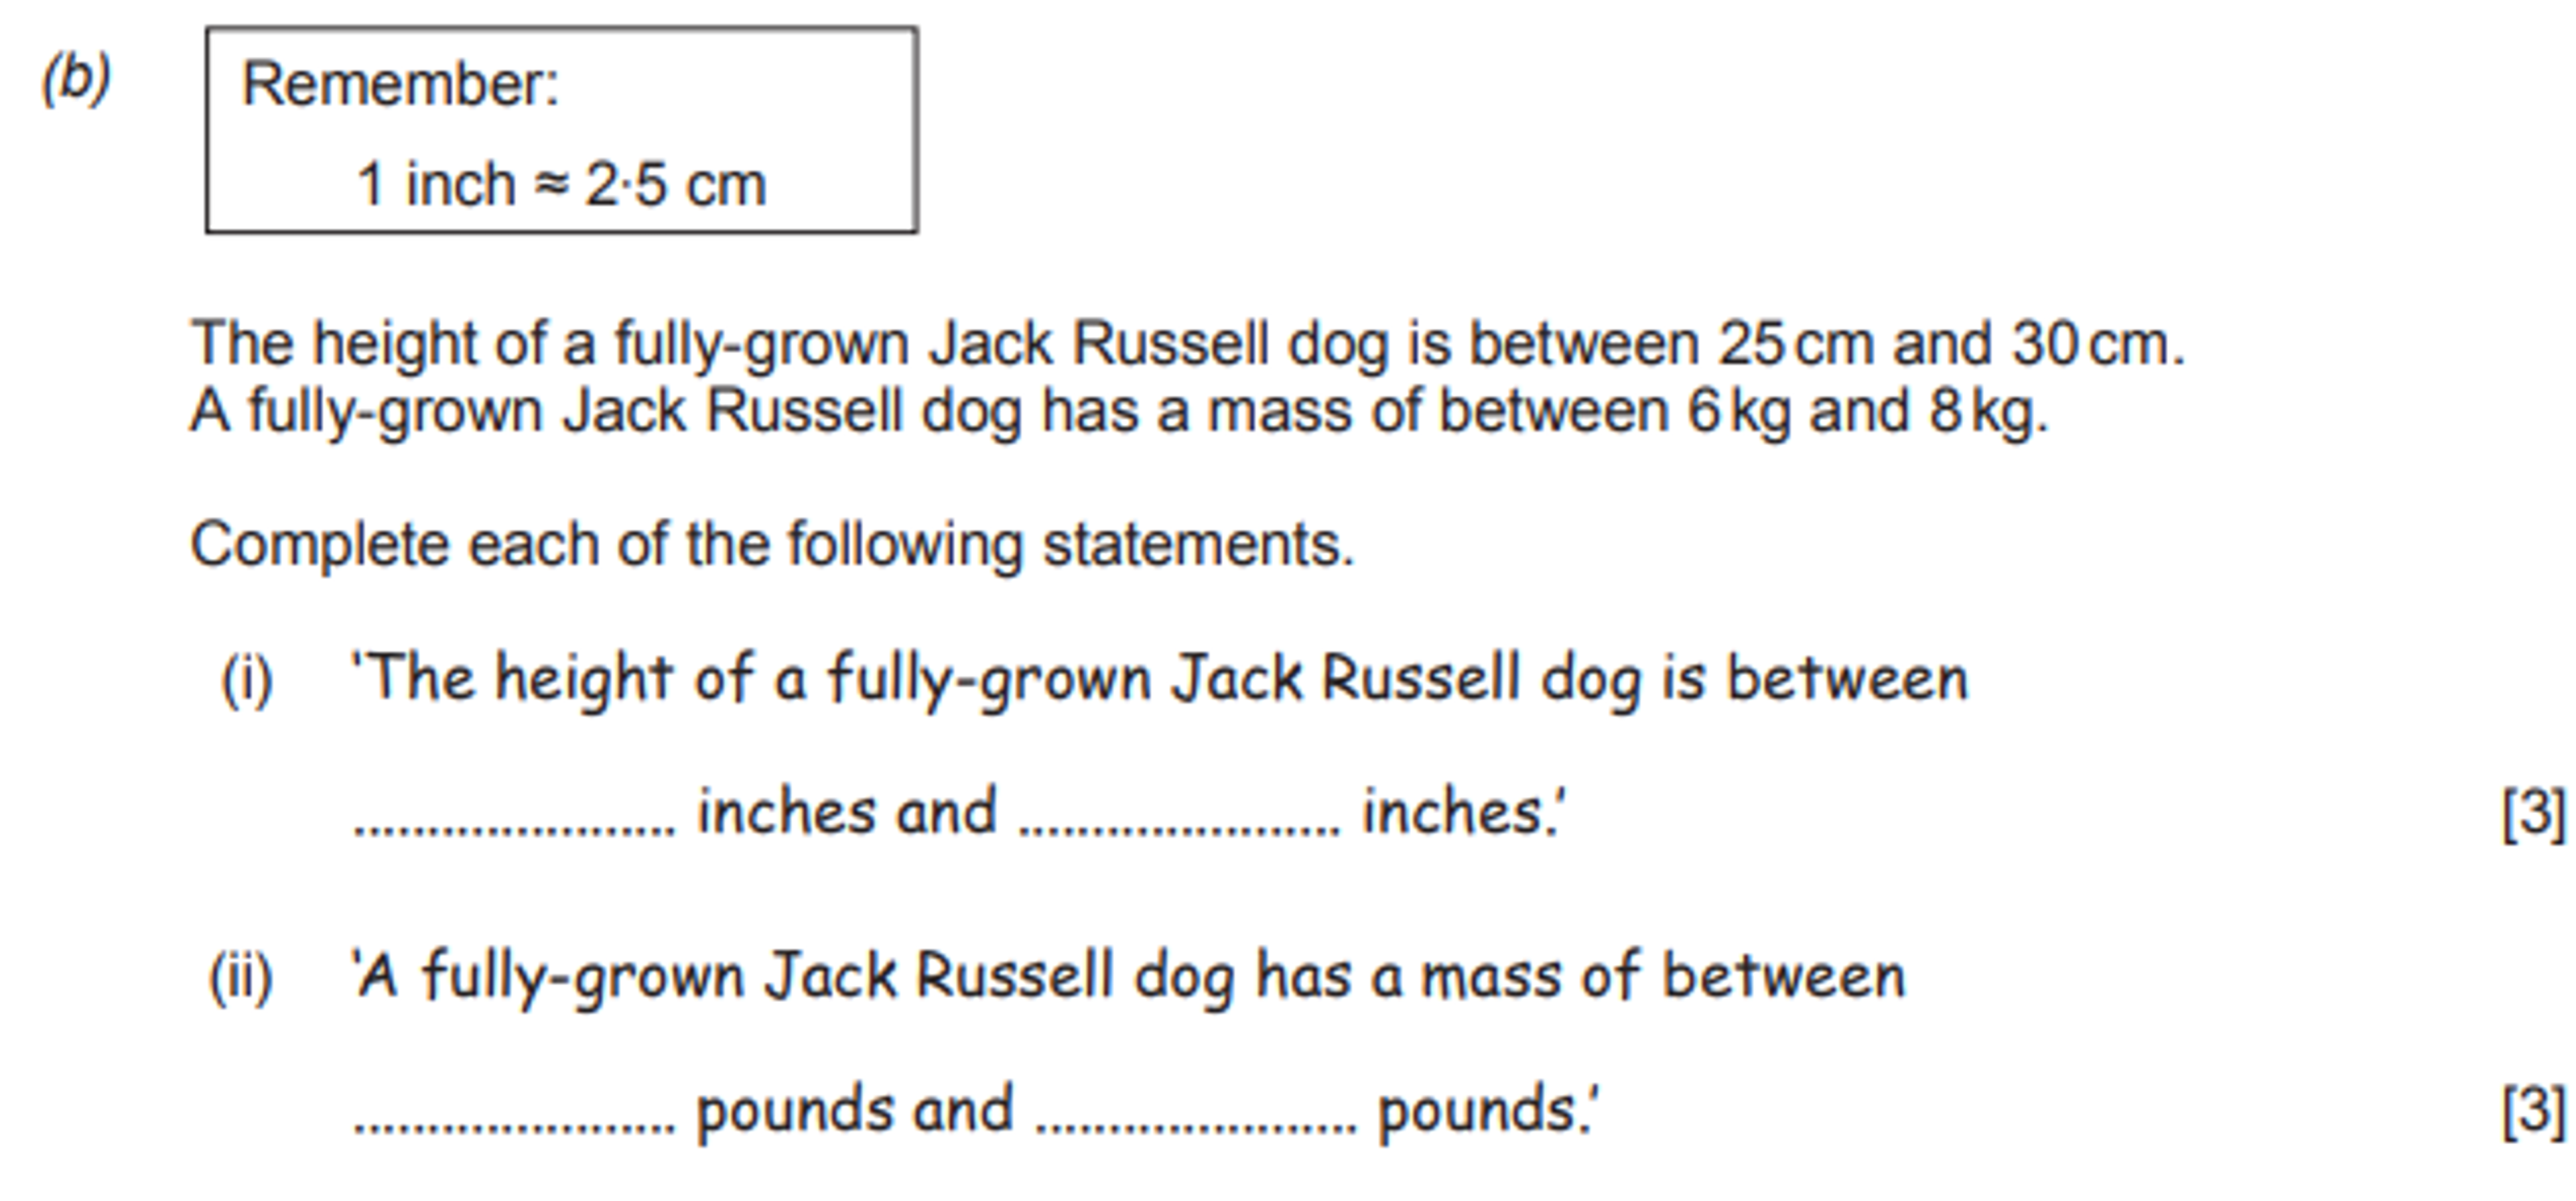 (b) Remember:
1 inch ≈ 2·5 cm
The height of a fully-grown Jack Russell dog is between 25 cm and 30 cm.
A fully-grown Jack Russell dog has a mass of between 6 kg and 8 kg.
Complete each of the following statements.
(i) ‘The height of a fully-grown Jack Russell dog is between
...................... inches and ...................... inches.’ [3]
(ii) ‘A fully-grown Jack Russell dog has a mass of between
...................... pounds and ...................... pounds.’ [3]